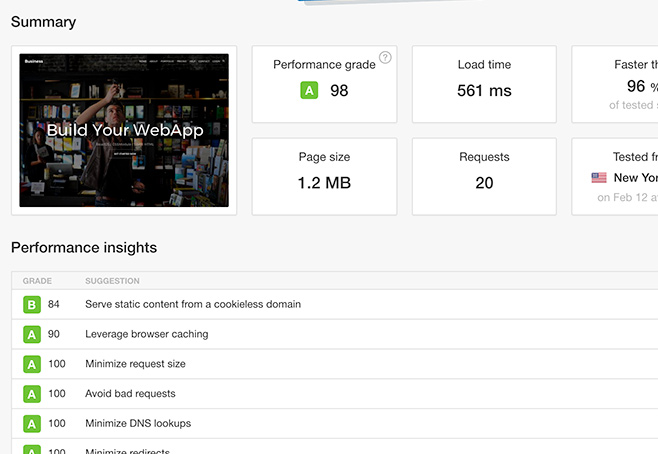 Summary
Business
Build Your WebApp
Performance grade ?
A 98
Load time
561 ms
Faster th
96 %
of tested s
Page size
1.2 MB
Requests
20
Tested fr
New Yor
on Feb 12 a
Performance insights
GRADE SUGGESTION
B 84 Serve static content from a cookieless domain
A 90 Leverage browser caching
A 100 Minimize request size
A 100 Avoid bad requests
A 100 Minimize DNS lookups
A 100 Minimize redirects